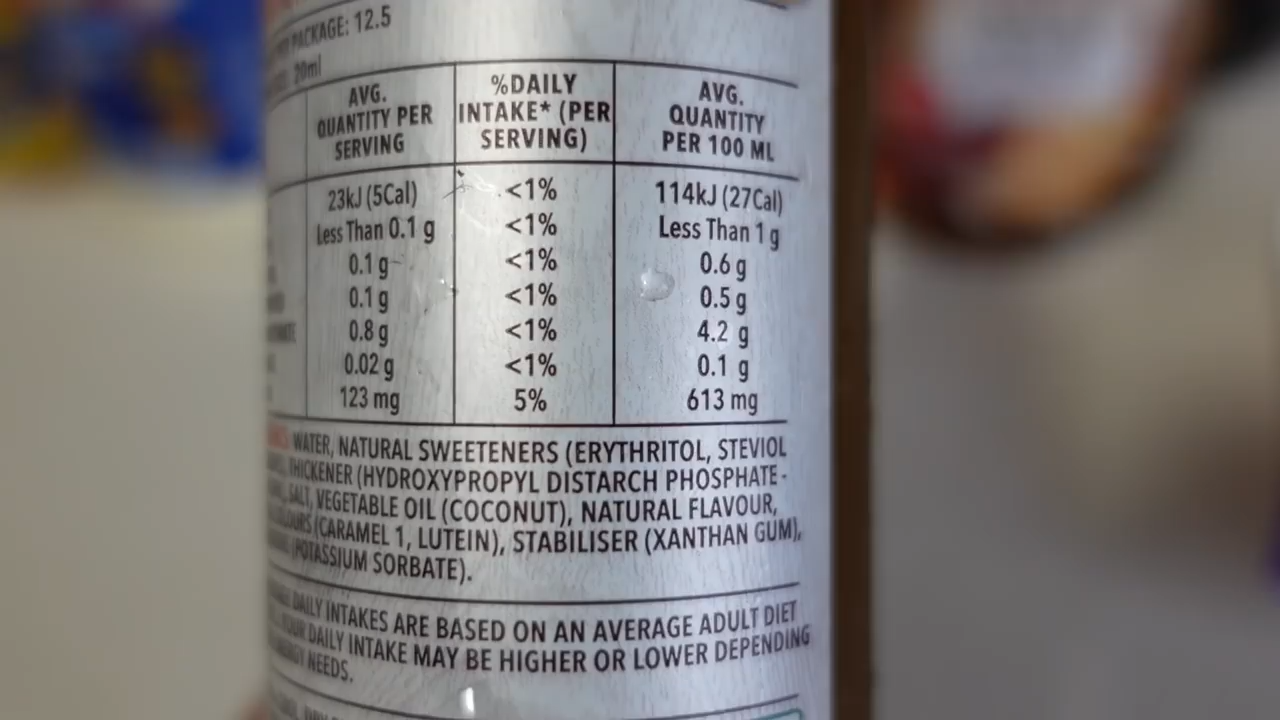 PACKAGE: 12.5
20ml
AVG. QUANTITY PER SERVING
%DAILY INTAKE* (PER SERVING)
AVG. QUANTITY PER 100 ML
23kJ (5Cal) <1% 114kJ (27Cal)
Less Than 0.1 g <1% Less Than 1 g
0.1 g <1% 0.6 g
0.1 g <1% 0.5 g
0.8 g <1% 4.2 g
0.02 g <1% 0.1 g
123 mg 5% 613 mg
WATER, NATURAL SWEETENERS (ERYTHRITOL, STEVIOL
THICKENER (HYDROXYPROPYL DISTARCH PHOSPHATE -
SALT, VEGETABLE OIL (COCONUT), NATURAL FLAVOUR,
(CARAMEL 1, LUTEIN), STABILISER (XANTHAN GUM),
(POTASSIUM SORBATE).
DAILY INTAKES ARE BASED ON AN AVERAGE ADULT DIET
YOUR DAILY INTAKE MAY BE HIGHER OR LOWER DEPENDING
NEEDS.